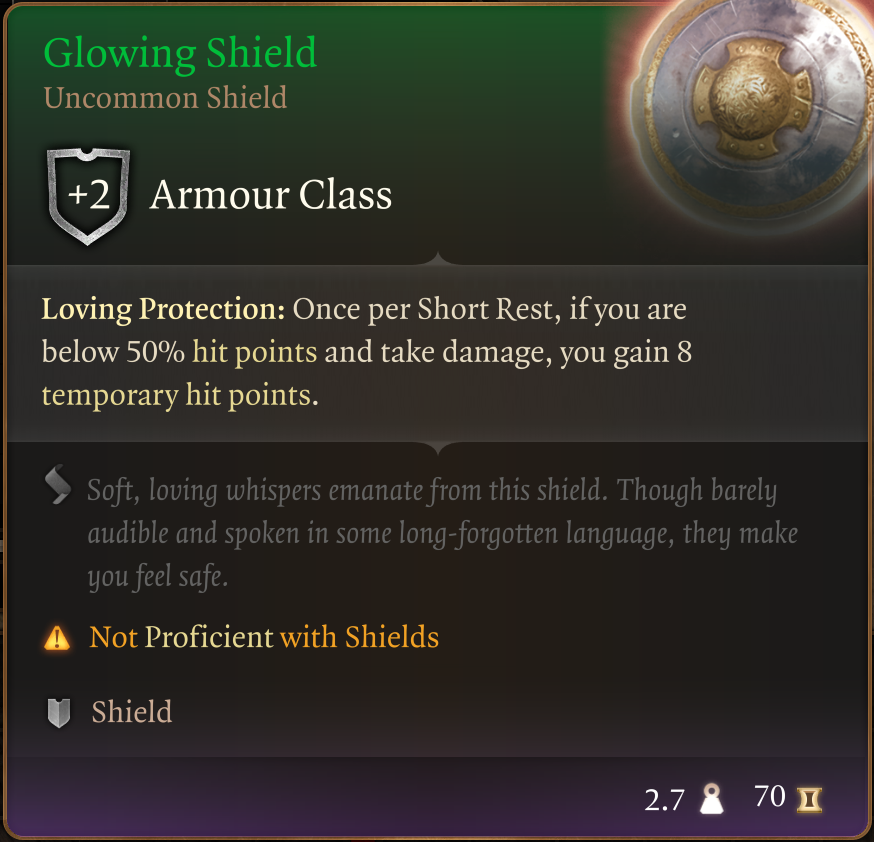 Glowing Shield
Uncommon Shield
+2 Armour Class
Loving Protection: Once per Short Rest, if you are
below 50% hit points and take damage, you gain 8
temporary hit points.
Soft, loving whispers emanate from this shield. Though barely
audible and spoken in some long-forgotten language, they make
you feel safe.
Not Proficient with Shields
Shield
2.7 70